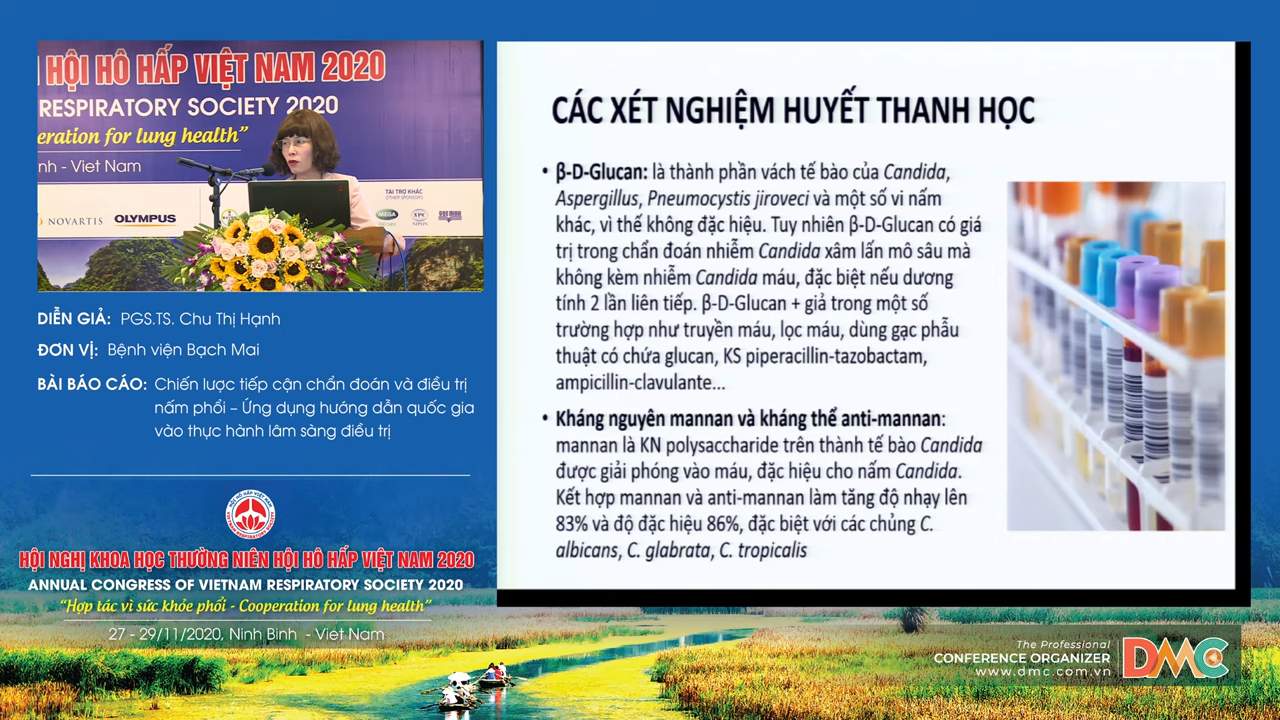 HỘI HÔ HẤP VIỆT NAM 2020
RESPIRATORY SOCIETY 2020
eration for lung health”
nh - Viet Nam
NOVARTIS
OLYMPUS
TÀI TRỢ KHÁC
OTHER SPONSORS
MEGA
DIỄN GIẢ: PGS.TS. Chu Thị Hạnh
ĐƠN VỊ: Bệnh viện Bạch Mai
BÀI BÁO CÁO: Chiến lược tiếp cận chẩn đoán và điều trị
nấm phổi – Ứng dụng hướng dẫn quốc gia
vào thực hành lâm sàng điều trị
HỘI HÔ HẤP VIỆT NAM
VIETNAM RESPIRATORY SOCIETY
HỘI NGHỊ KHOA HỌC THƯỜNG NIÊN HỘI HÔ HẤP VIỆT NAM 2020
ANNUAL CONGRESS OF VIETNAM RESPIRATORY SOCIETY 2020
“Hợp tác vì sức khỏe phổi - Cooperation for lung health”
27 - 29/11/2020, Ninh Binh - Viet Nam
CÁC XÉT NGHIỆM HUYẾT THANH HỌC
• β-D-Glucan: là thành phần vách tế bào của Candida,
Aspergillus, Pneumocystis jiroveci và một số vi nấm
khác, vì thế không đặc hiệu. Tuy nhiên β-D-Glucan có giá
trị trong chẩn đoán nhiễm Candida xâm lấn mô sâu mà
không kèm nhiễm Candida máu, đặc biệt nếu dương
tính 2 lần liên tiếp. β-D-Glucan + giả trong một số
trường hợp như truyền máu, lọc máu, dùng gạc phẫu
thuật có chứa glucan, KS piperacillin-tazobactam,
ampicillin-clavulante...
• Kháng nguyên mannan và kháng thể anti-mannan:
mannan là KN polysaccharide trên thành tế bào Candida
được giải phóng vào máu, đặc hiệu cho nấm Candida.
Kết hợp mannan và anti-mannan làm tăng độ nhạy lên
83% và độ đặc hiệu 86%, đặc biệt với các chủng C.
albicans, C. glabrata, C. tropicalis
The Professional
CONFERENCE ORGANIZER
www.dmc.com.vn
DMC